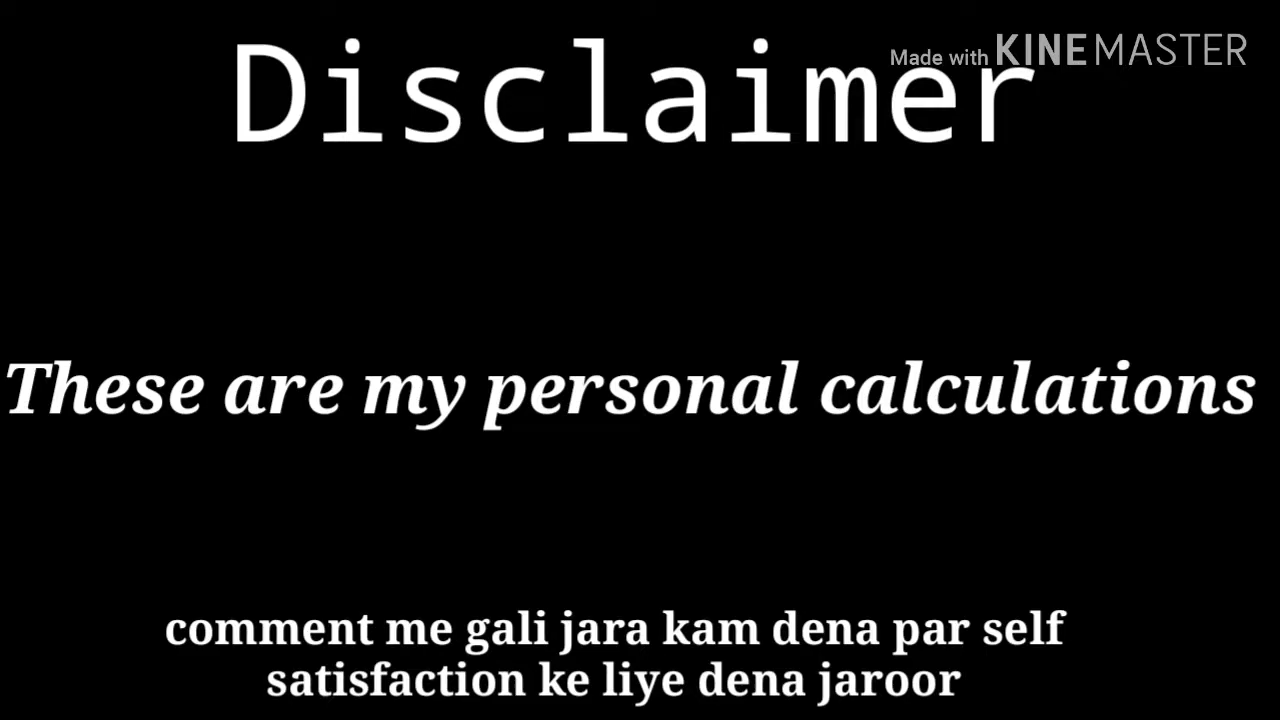 Disclaimer
Made with KINEMASTER
These are my personal calculations
comment me gali jara kam dena par self
satisfaction ke liye dena jaroor